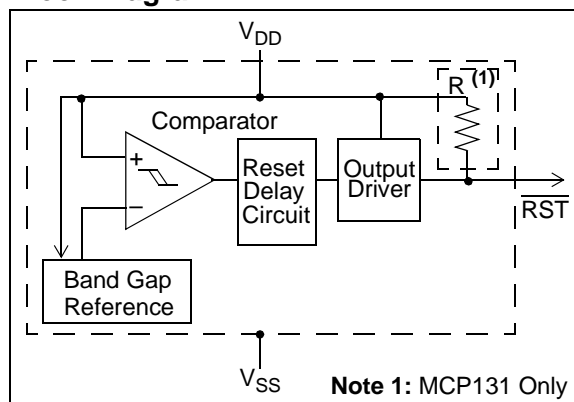 VDD
R (1)
Comparator
+
−
Reset
Delay
Circuit
Output
Driver
RST
Band Gap
Reference
VSS
Note 1: MCP131 Only